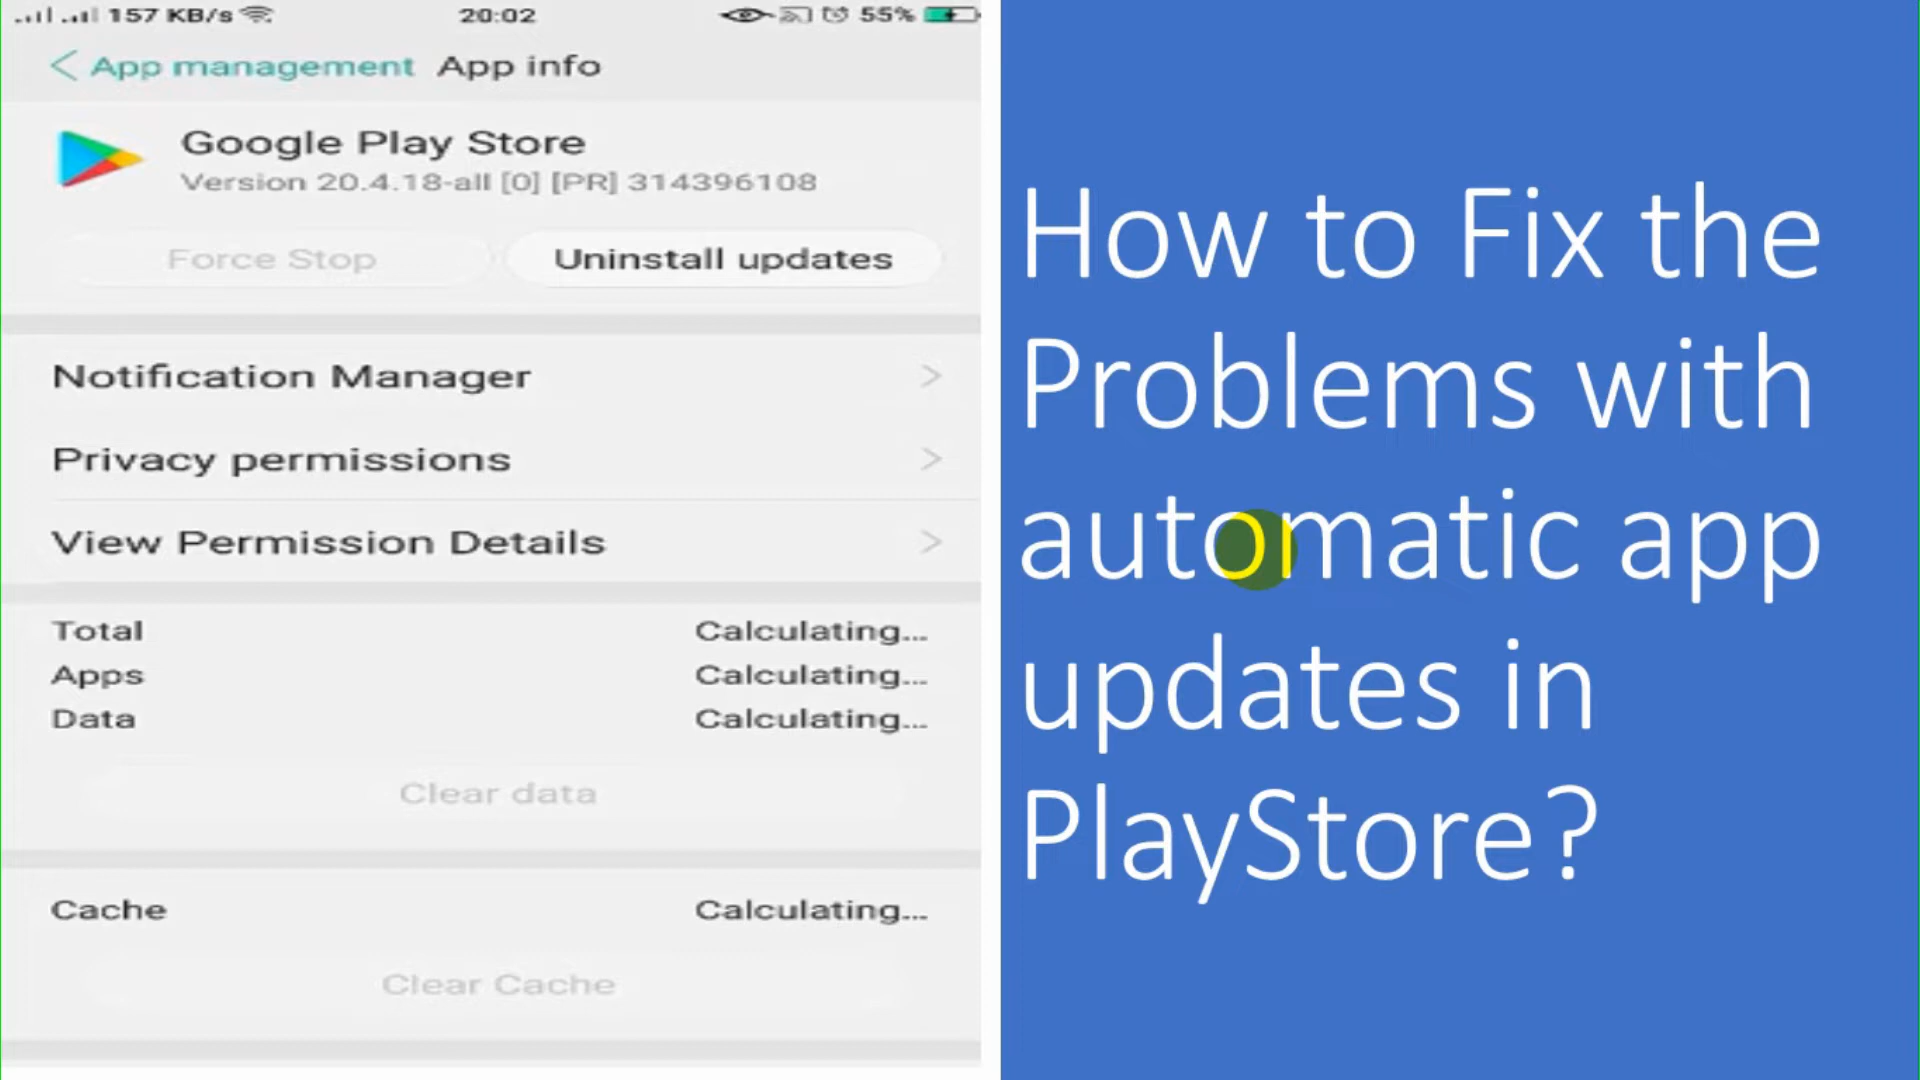 157 KB/s 20:02 55%
App management App info
Google Play Store
Version 20.4.18-all [0] [PR] 314396108
Force Stop Uninstall updates
Notification Manager
Privacy permissions
View Permission Details
Total Calculating...
Apps Calculating...
Data Calculating...
Clear data
Cache Calculating...
Clear Cache
How to Fix the
Problems with
automatic app
updates in
PlayStore?